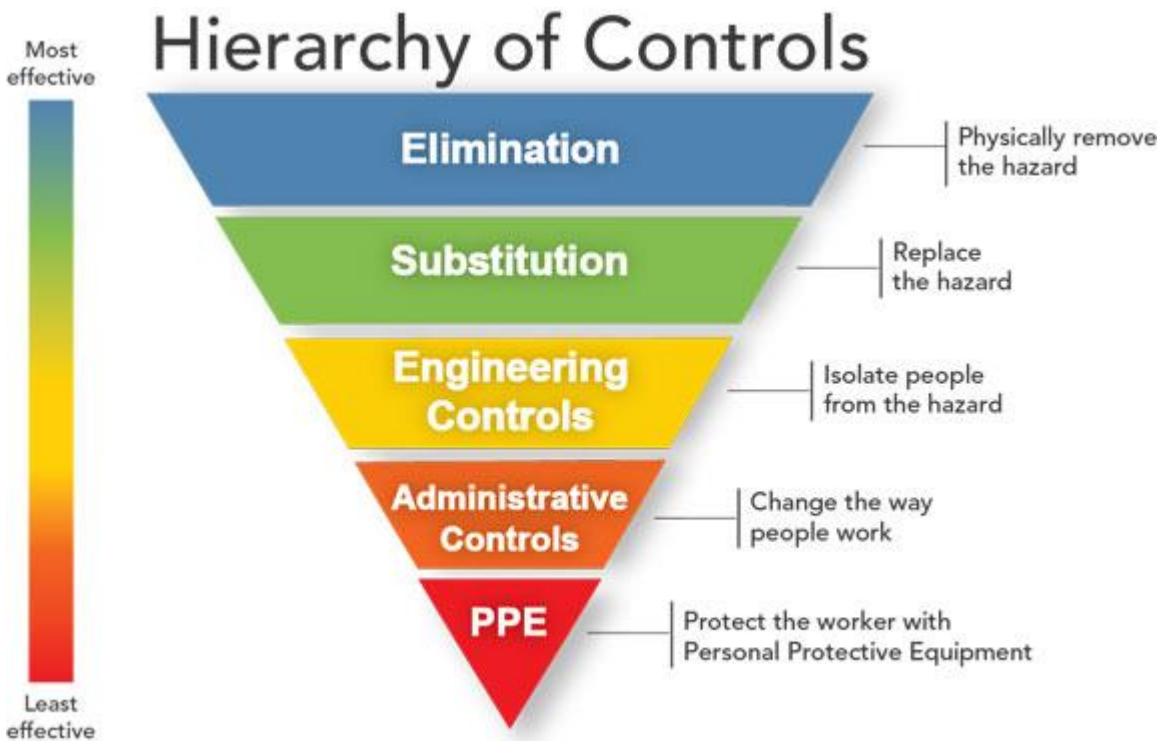 Hierarchy of Controls
Most
effective
Elimination
Physically remove
the hazard
Substitution
Replace
the hazard
Engineering
Controls
Isolate people
from the hazard
Administrative
Controls
Change the way
people work
PPE
Protect the worker with
Personal Protective Equipment
Least
effective